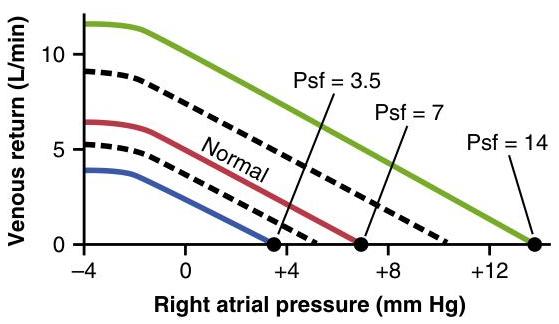 Venous return (L/min)
10
5
0
Psf = 3.5
Psf = 7
Psf = 14
Normal
–4
0
+4
+8
+12
Right atrial pressure (mm Hg)